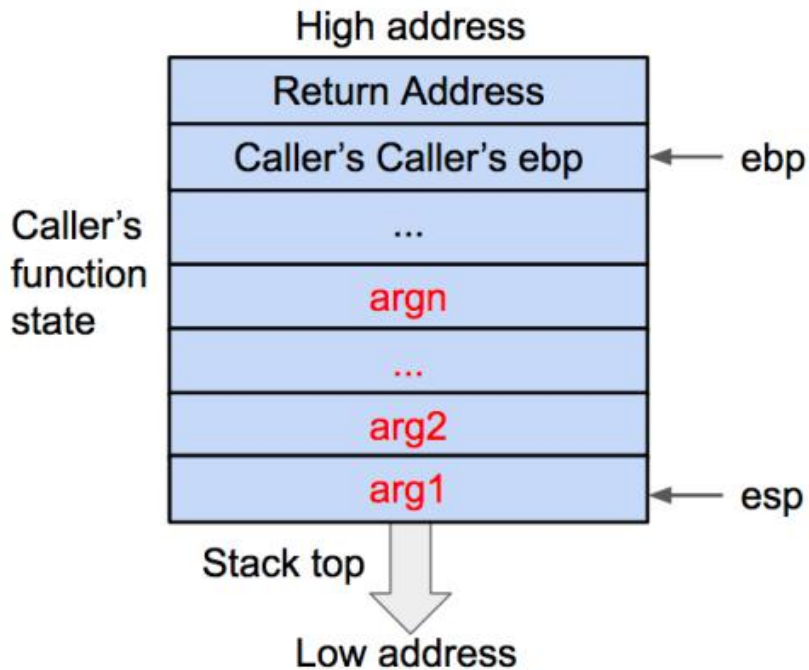 High address
Return Address
Caller's Caller's ebp
ebp
...
Caller's
function
state
argn
...
arg2
arg1
esp
Stack top
Low address